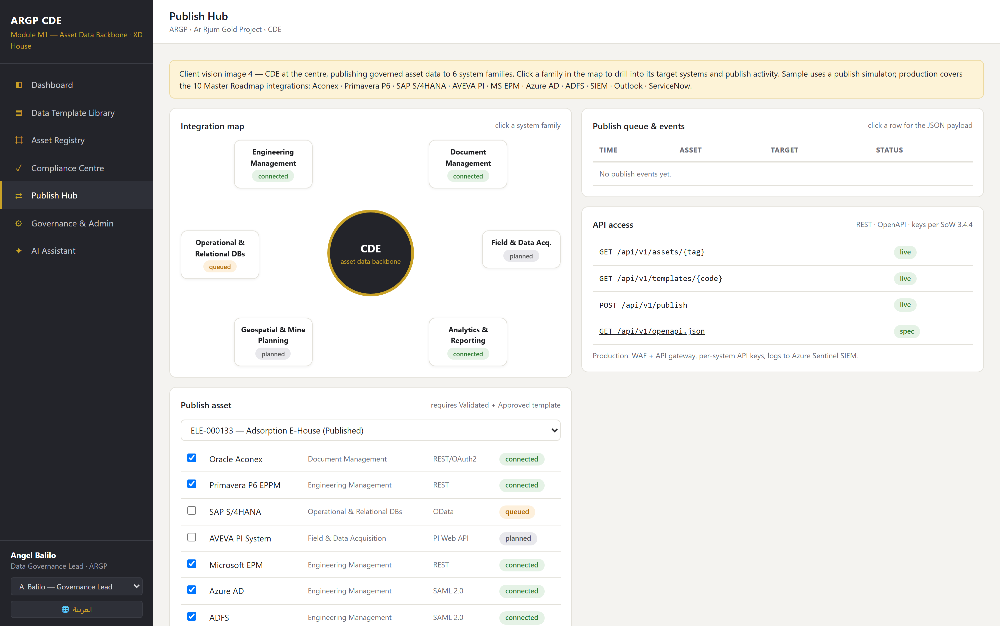 ARGP CDE
Module M1 — Asset Data Backbone · XD
House
Dashboard
Data Template Library
Asset Registry
Compliance Centre
Publish Hub
Governance & Admin
AI Assistant
Angel Balilo
Data Governance Lead · ARGP
A. Balilo — Governance Lead
العربية
Publish Hub
ARGP › Ar Rjum Gold Project › CDE
Client vision image 4 — CDE at the centre, publishing governed asset data to 6 system families. Click a family in the map to drill into its target systems and publish activity. Sample uses a publish simulator; production covers
the 10 Master Roadmap integrations: Aconex · Primavera P6 · SAP S/4HANA · AVEVA PI · MS EPM · Azure AD · ADFS · SIEM · Outlook · ServiceNow.
Integration map
click a system family
Engineering
Management
connected
Document
Management
connected
Operational &
Relational DBs
queued
CDE
asset data backbone
Field & Data Acq.
planned
Geospatial & Mine
Planning
planned
Analytics &
Reporting
connected
Publish queue & events
click a row for the JSON payload
TIME ASSET TARGET STATUS
No publish events yet.
API access
REST · OpenAPI · keys per SoW 3.4.4
GET /api/v1/assets/{tag} live
GET /api/v1/templates/{code} live
POST /api/v1/publish live
GET /api/v1/openapi.json spec
Production: WAF + API gateway, per-system API keys, logs to Azure Sentinel SIEM.
Publish asset
requires Validated + Approved template
ELE-000133 — Adsorption E-House (Published)
Oracle Aconex Document Management REST/OAuth2 connected
Primavera P6 EPPM Engineering Management REST connected
SAP S/4HANA Operational & Relational DBs OData queued
AVEVA PI System Field & Data Acquisition PI Web API planned
Microsoft EPM Engineering Management REST connected
Azure AD Engineering Management SAML 2.0 connected
ADFS Engineering Management SAML 2.0 connected